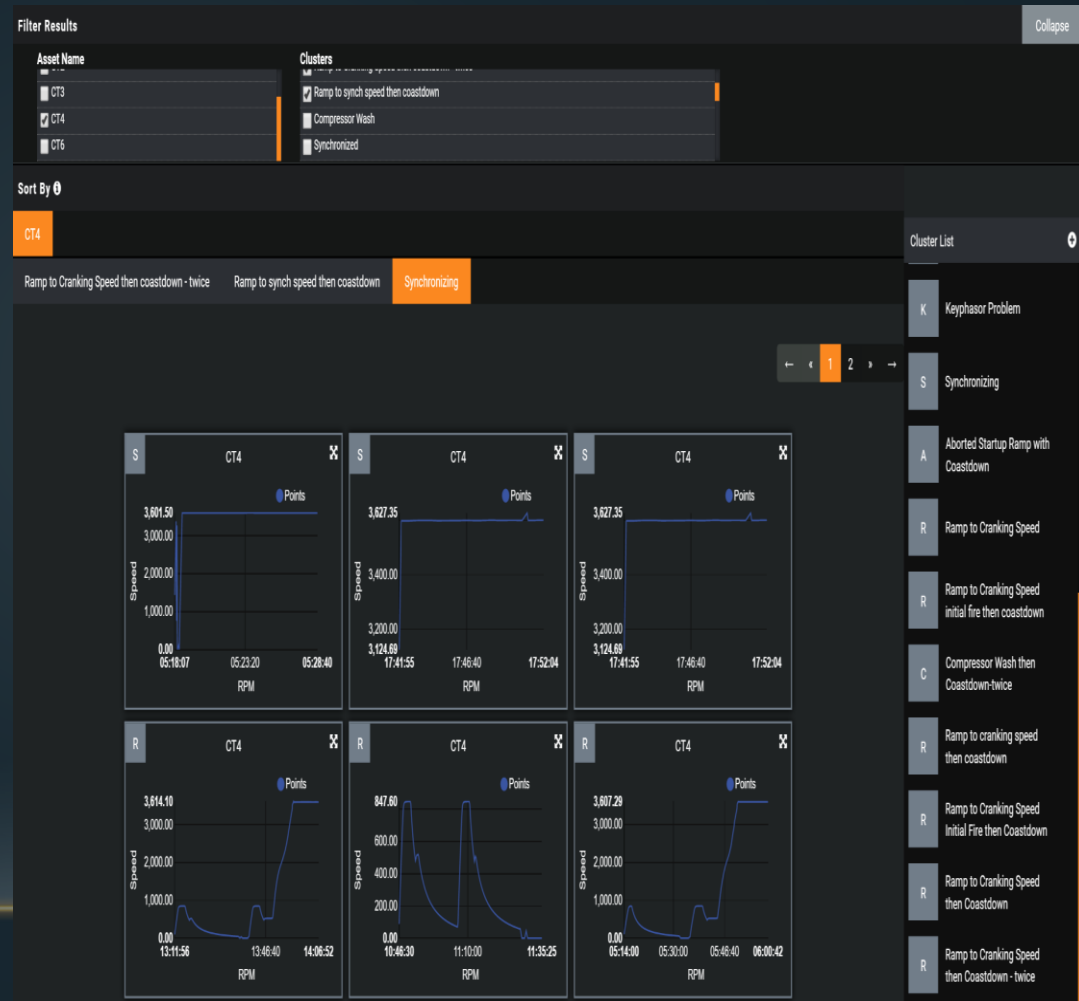 Filter Results
Collapse
Asset Name
Clusters
CT3
Ramp to synch speed then coastdown
CT4
Compressor Wash
CT6
Synchronized
Sort By
CT4
Cluster List
Ramp to Cranking Speed then coastdown - twice
Ramp to synch speed then coastdown
Synchronizing
← « 1 2 » →
S
CT4
Points
3,601.50
3,000.00
2,000.00
1,000.00
0.00
Speed
05:18:07
05:23:20
05:28:40
RPM
S
CT4
Points
3,627.35
3,400.00
3,200.00
3,124.69
Speed
17:41:55
17:46:40
17:52:04
RPM
S
CT4
Points
3,627.35
3,400.00
3,200.00
3,124.69
Speed
17:41:55
17:46:40
17:52:04
RPM
R
CT4
Points
3,614.10
3,000.00
2,000.00
1,000.00
0.00
Speed
13:11:56
13:46:40
14:06:52
RPM
R
CT4
Points
847.60
600.00
400.00
200.00
0.00
Speed
10:46:30
11:10:00
11:35:25
RPM
R
CT4
Points
3,607.29
3,000.00
2,000.00
1,000.00
0.00
Speed
05:14:00
05:30:00
05:46:40
06:00:42
RPM
K
Keyphasor Problem
S
Synchronizing
A
Aborted Startup Ramp with
Coastdown
R
Ramp to Cranking Speed
R
Ramp to Cranking Speed
initial fire then coastdown
C
Compressor Wash then
Coastdown-twice
R
Ramp to cranking speed
then coastdown
R
Ramp to Cranking Speed
Initial Fire then Coastdown
R
Ramp to Cranking Speed
then Coastdown
R
Ramp to Cranking Speed
then Coastdown - twice